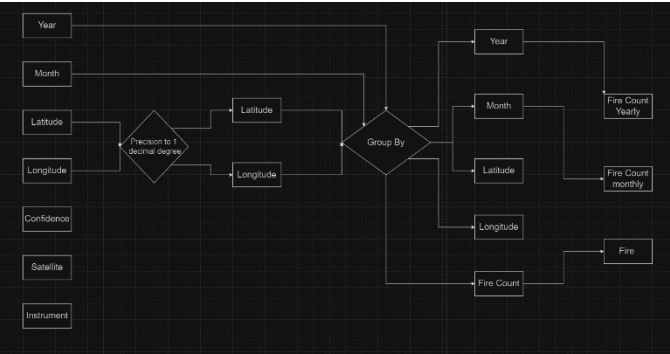 Year
Month
Latitude
Longitude
Confidence
Satellite
Instrument
Precision to 1
decimal degree
Latitude
Longitude
Group By
Year
Month
Latitude
Longitude
Fire Count
Fire Count
Yearly
Fire Count
monthly
Fire